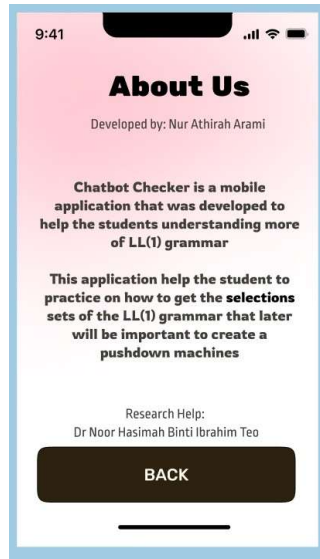 9:41
About Us
Developed by: Nur Athirah Arami
Chatbot Checker is a mobile
application that was developed to
help the students understanding more
of LL(1) grammar
This application help the student to
practice on how to get the selections
sets of the LL(1) grammar that later
will be important to create a
pushdown machines
Research Help:
Dr Noor Hasimah Binti Ibrahim Teo
BACK